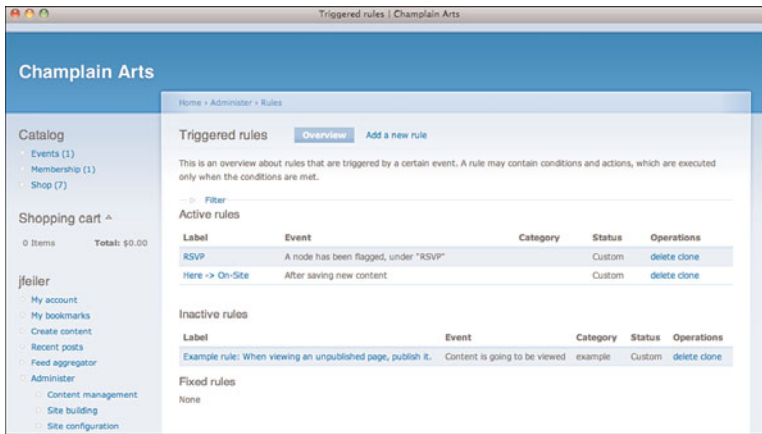 Triggered rules | Champlain Arts
Champlain Arts
Home › Administer › Rules
Catalog
Events (1)
Membership (1)
Shop (7)
Shopping cart
0 Items Total: $0.00
jfeiler
My account
My bookmarks
Create content
Recent posts
Feed aggregator
Administer
Content management
Site building
Site configuration
Triggered rules Overview Add a new rule
This is an overview about rules that are triggered by a certain event. A rule may contain conditions and actions, which are executed
only when the conditions are met.
Filter
Active rules
Label Event Category Status Operations
RSVP A node has been flagged, under "RSVP" Custom delete clone
Here -> On-Site After saving new content Custom delete clone
Inactive rules
Label Event Category Status Operations
Example rule: When viewing an unpublished page, publish it. Content is going to be viewed example Custom delete clone
Fixed rules
None